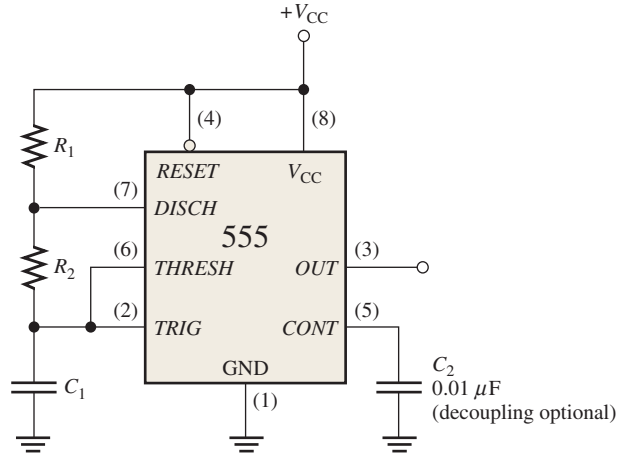 +V_CC
(4)
(8)
R_1
RESET
V_CC
(7)
DISCH
555
(6)
(3)
R_2
THRESH
OUT
(2)
(5)
TRIG
CONT
C_2
GND
C_1
0.01 μF
(1)
(decoupling optional)